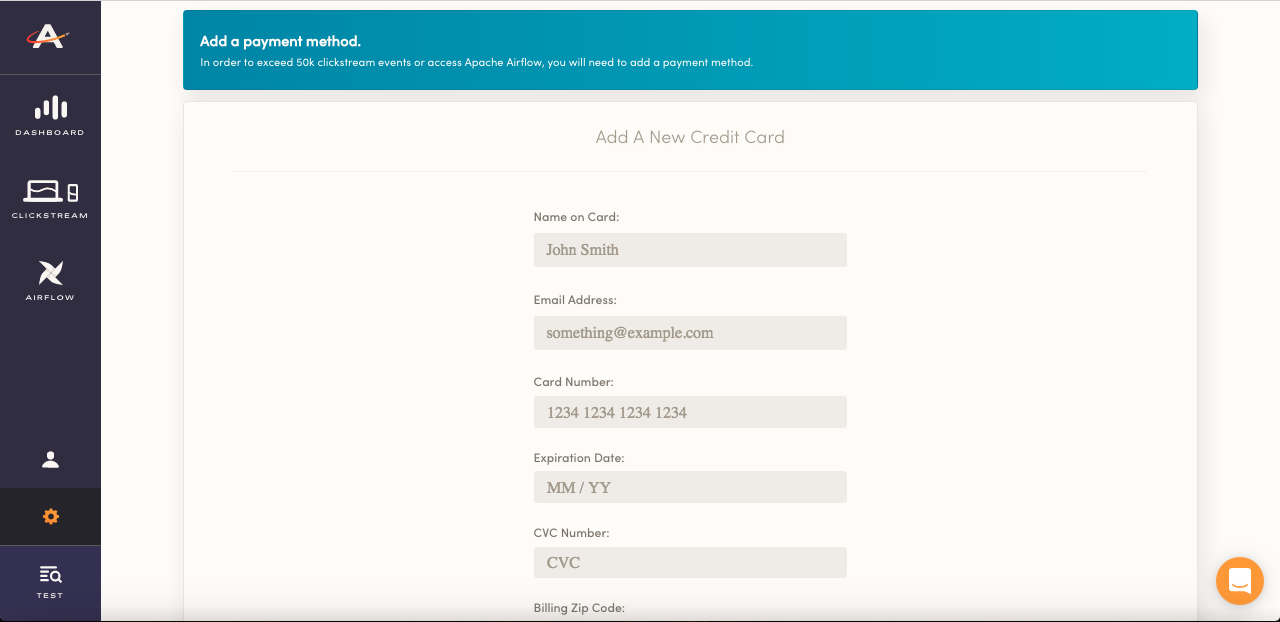 Add a payment method.
In order to exceed 50k clickstream events or access Apache Airflow, you will need to add a payment method.
DASHBOARD
CLICKSTREAM
AIRFLOW
TEST
Add A New Credit Card
Name on Card:
John Smith
Email Address:
something@example.com
Card Number:
1234 1234 1234 1234
Expiration Date:
MM / YY
CVC Number:
CVC
Billing Zip Code: